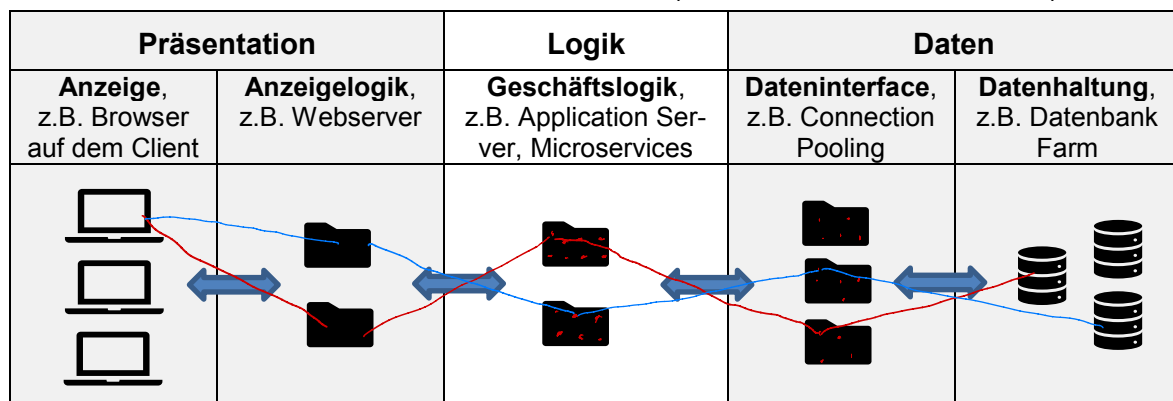 Präsentation
Logik
Daten
Anzeige,
z.B. Browser
auf dem Client
Anzeigelogik,
z.B. Webserver
Geschäftslogik,
z.B. Application Ser-
ver, Microservices
Dateninterface,
z.B. Connection
Pooling
Datenhaltung,
z.B. Datenbank
Farm